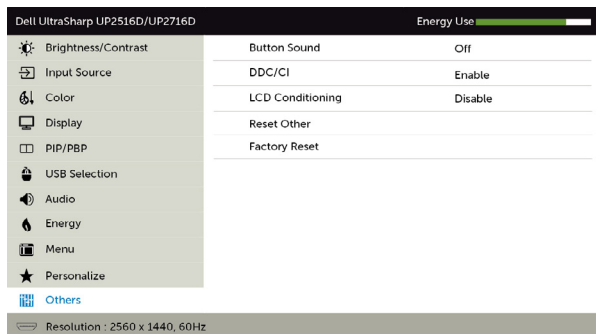 Dell UltraSharp UP2516D/UP2716D Energy Use
Brightness/Contrast Button Sound Off
Input Source DDC/CI Enable
Color LCD Conditioning Disable
Display Reset Other
PIP/PBP Factory Reset
USB Selection
Audio
Energy
Menu
Personalize
Others
Resolution : 2560 x 1440, 60Hz